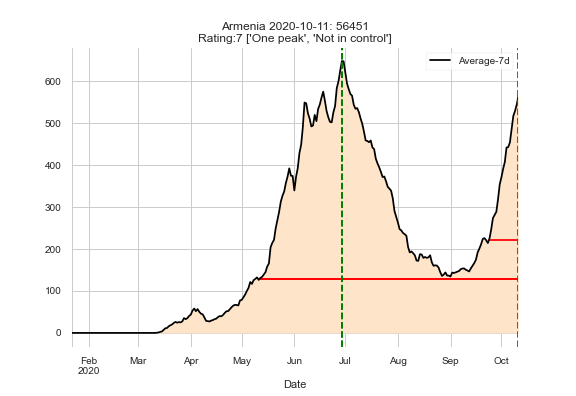 Armenia 2020-10-11: 56451
Rating:7 ['One peak', 'Not in control']
Average-7d
600
500
400
300
200
100
0
Feb
2020
Mar
Apr
May
Jun
Jul
Aug
Sep
Oct
Date